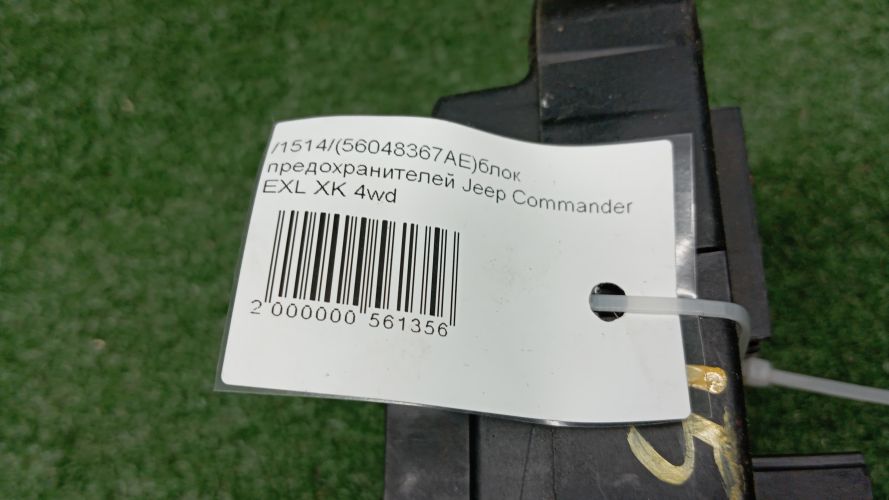 /1514/(56048367AE)блок
предохранителей Jeep Commander
EXL XK 4wd
2 000000 561356